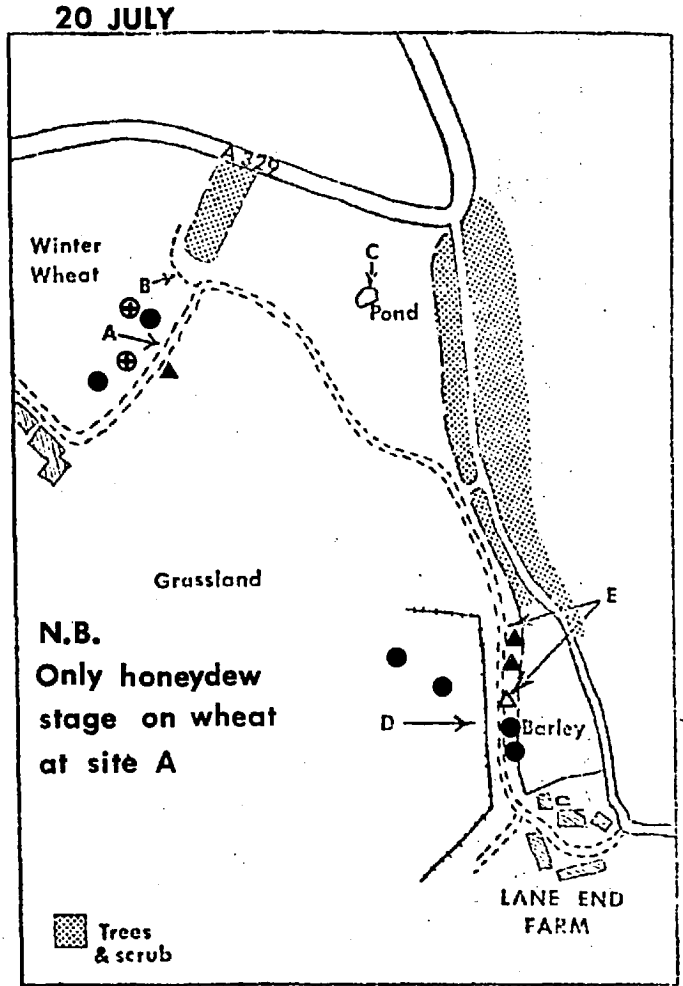 20 JULY
A 329
Winter
Wheat
B
C
Pond
A
Grassland
E
N.B.
Only honeydew
stage on wheat
at site A
D
Barley
LANE END
FARM
Trees
& scrub